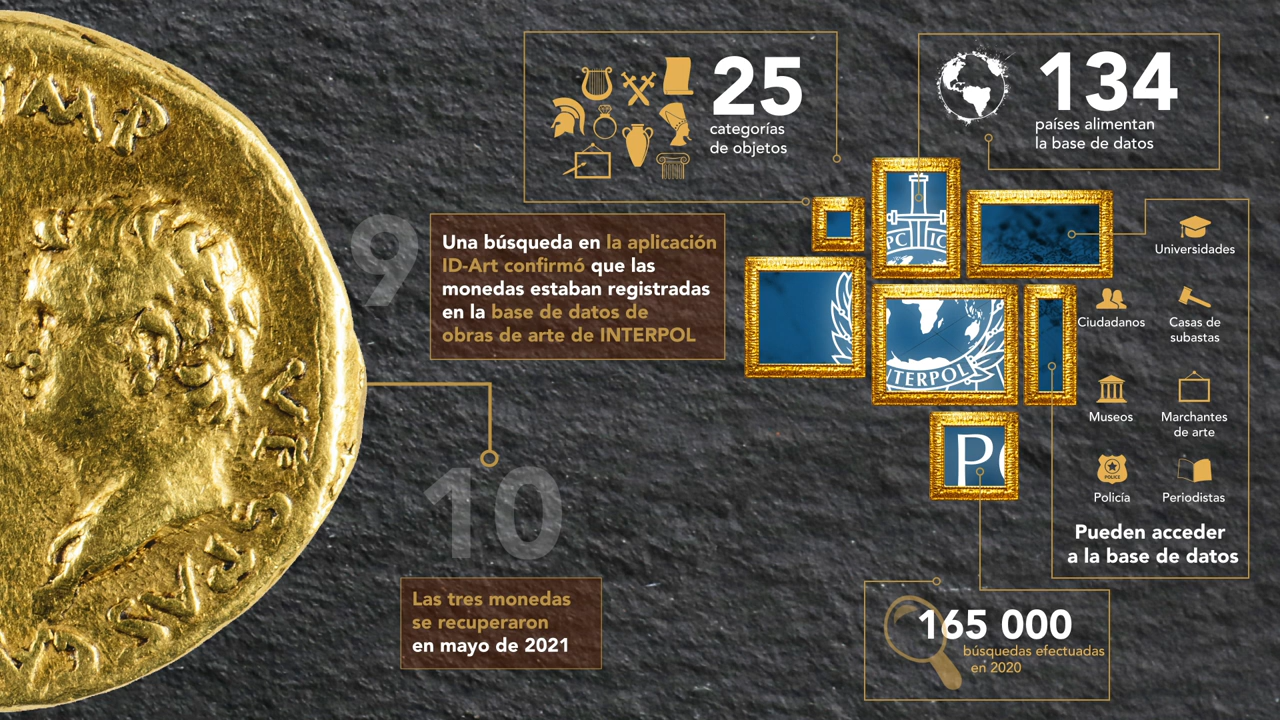 IMP
25
categorías
de objetos
134
países alimentan
la base de datos
9
Una búsqueda en la aplicación
ID-Art confirmó que las
monedas estaban registradas
en la base de datos de
obras de arte de INTERPOL
PC IC
TERPOL
P
Universidades
Ciudadanos
Casas de
subastas
Museos
Marchantes
de arte
POLICE
Policía
Periodistas
Pueden acceder
a la base de datos
10
Las tres monedas
se recuperaron
en mayo de 2021
165 000
búsquedas efectuadas
en 2020